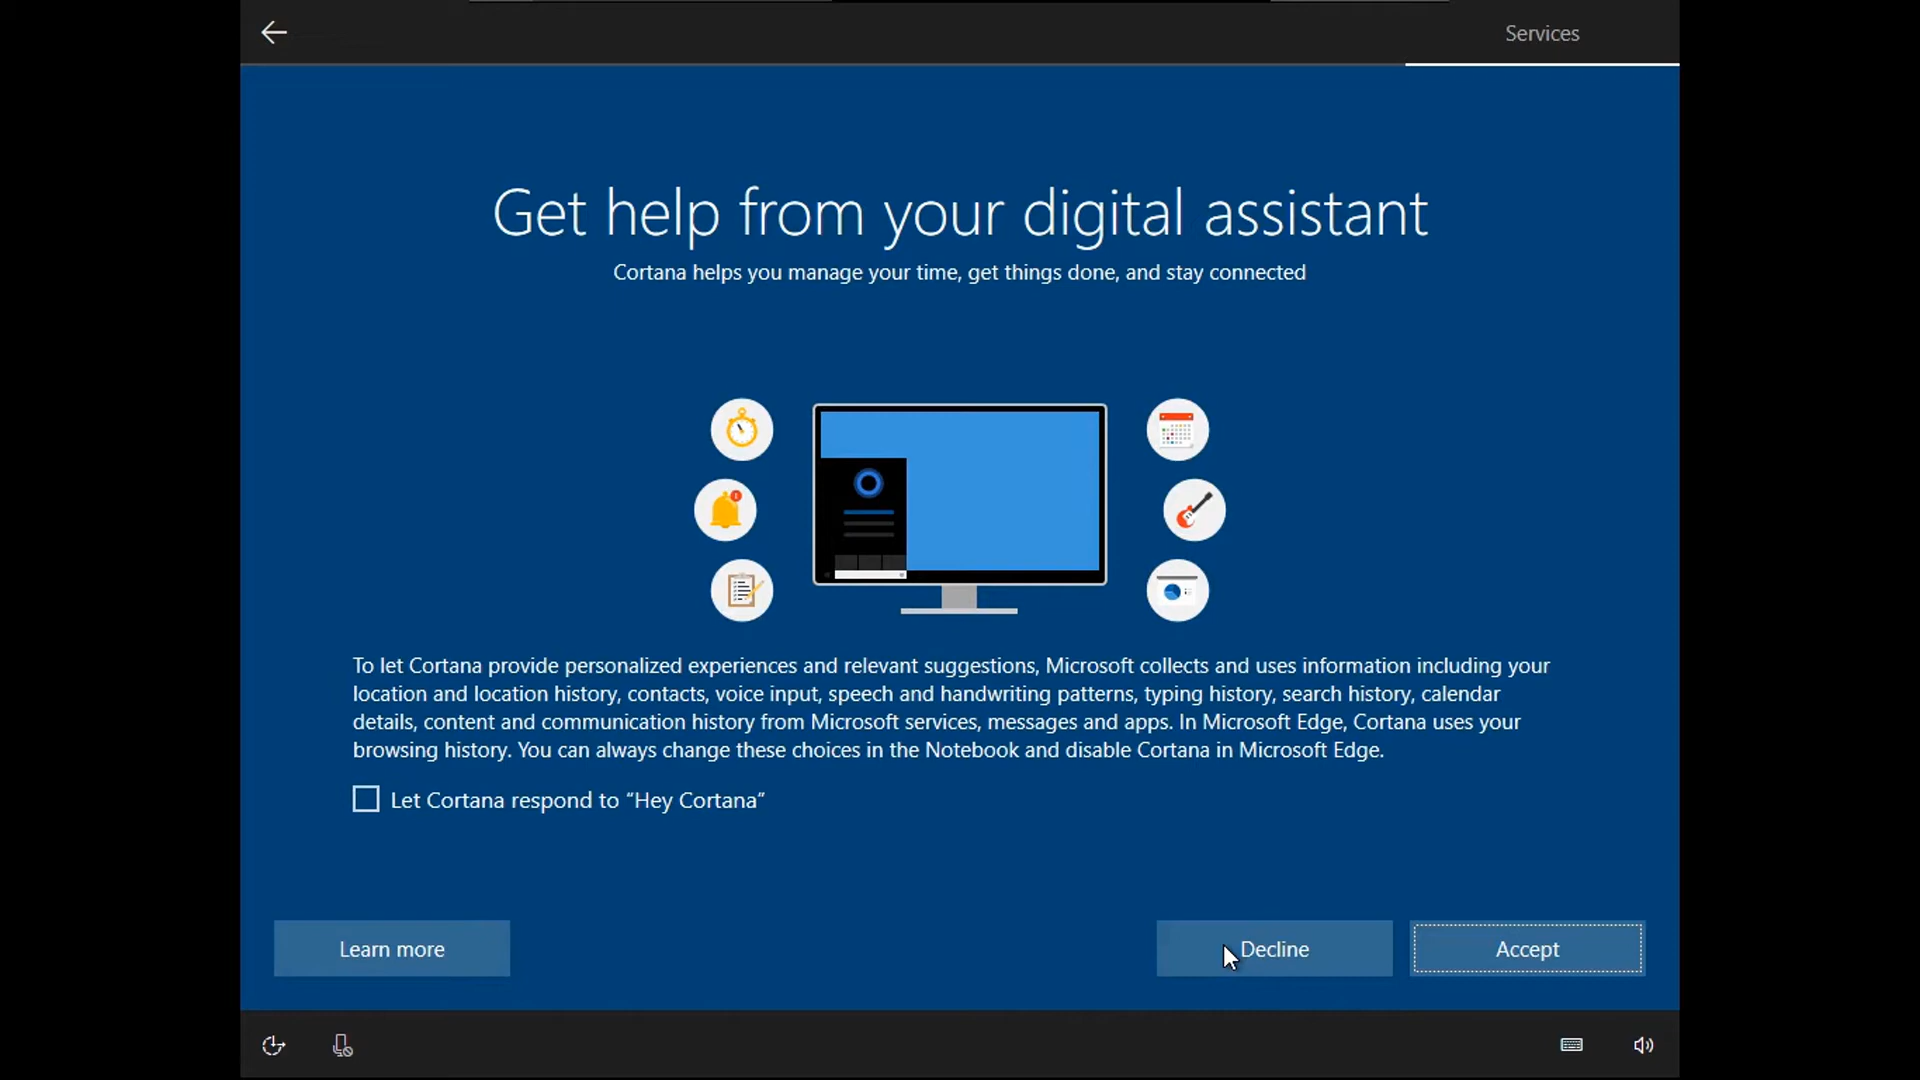 Services
Get help from your digital assistant
Cortana helps you manage your time, get things done, and stay connected
To let Cortana provide personalized experiences and relevant suggestions, Microsoft collects and uses information including your
location and location history, contacts, voice input, speech and handwriting patterns, typing history, search history, calendar
details, content and communication history from Microsoft services, messages and apps. In Microsoft Edge, Cortana uses your
browsing history. You can always change these choices in the Notebook and disable Cortana in Microsoft Edge.
Let Cortana respond to “Hey Cortana”
Learn more
Decline
Accept